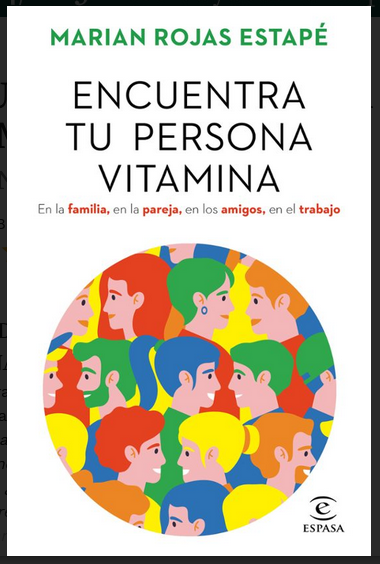 MARIAN ROJAS ESTAPÉ
ENCUENTRA
TU PERSONA
VITAMINA
En la familia, en la pareja, en los amigos, en el trabajo
e
ESPASA